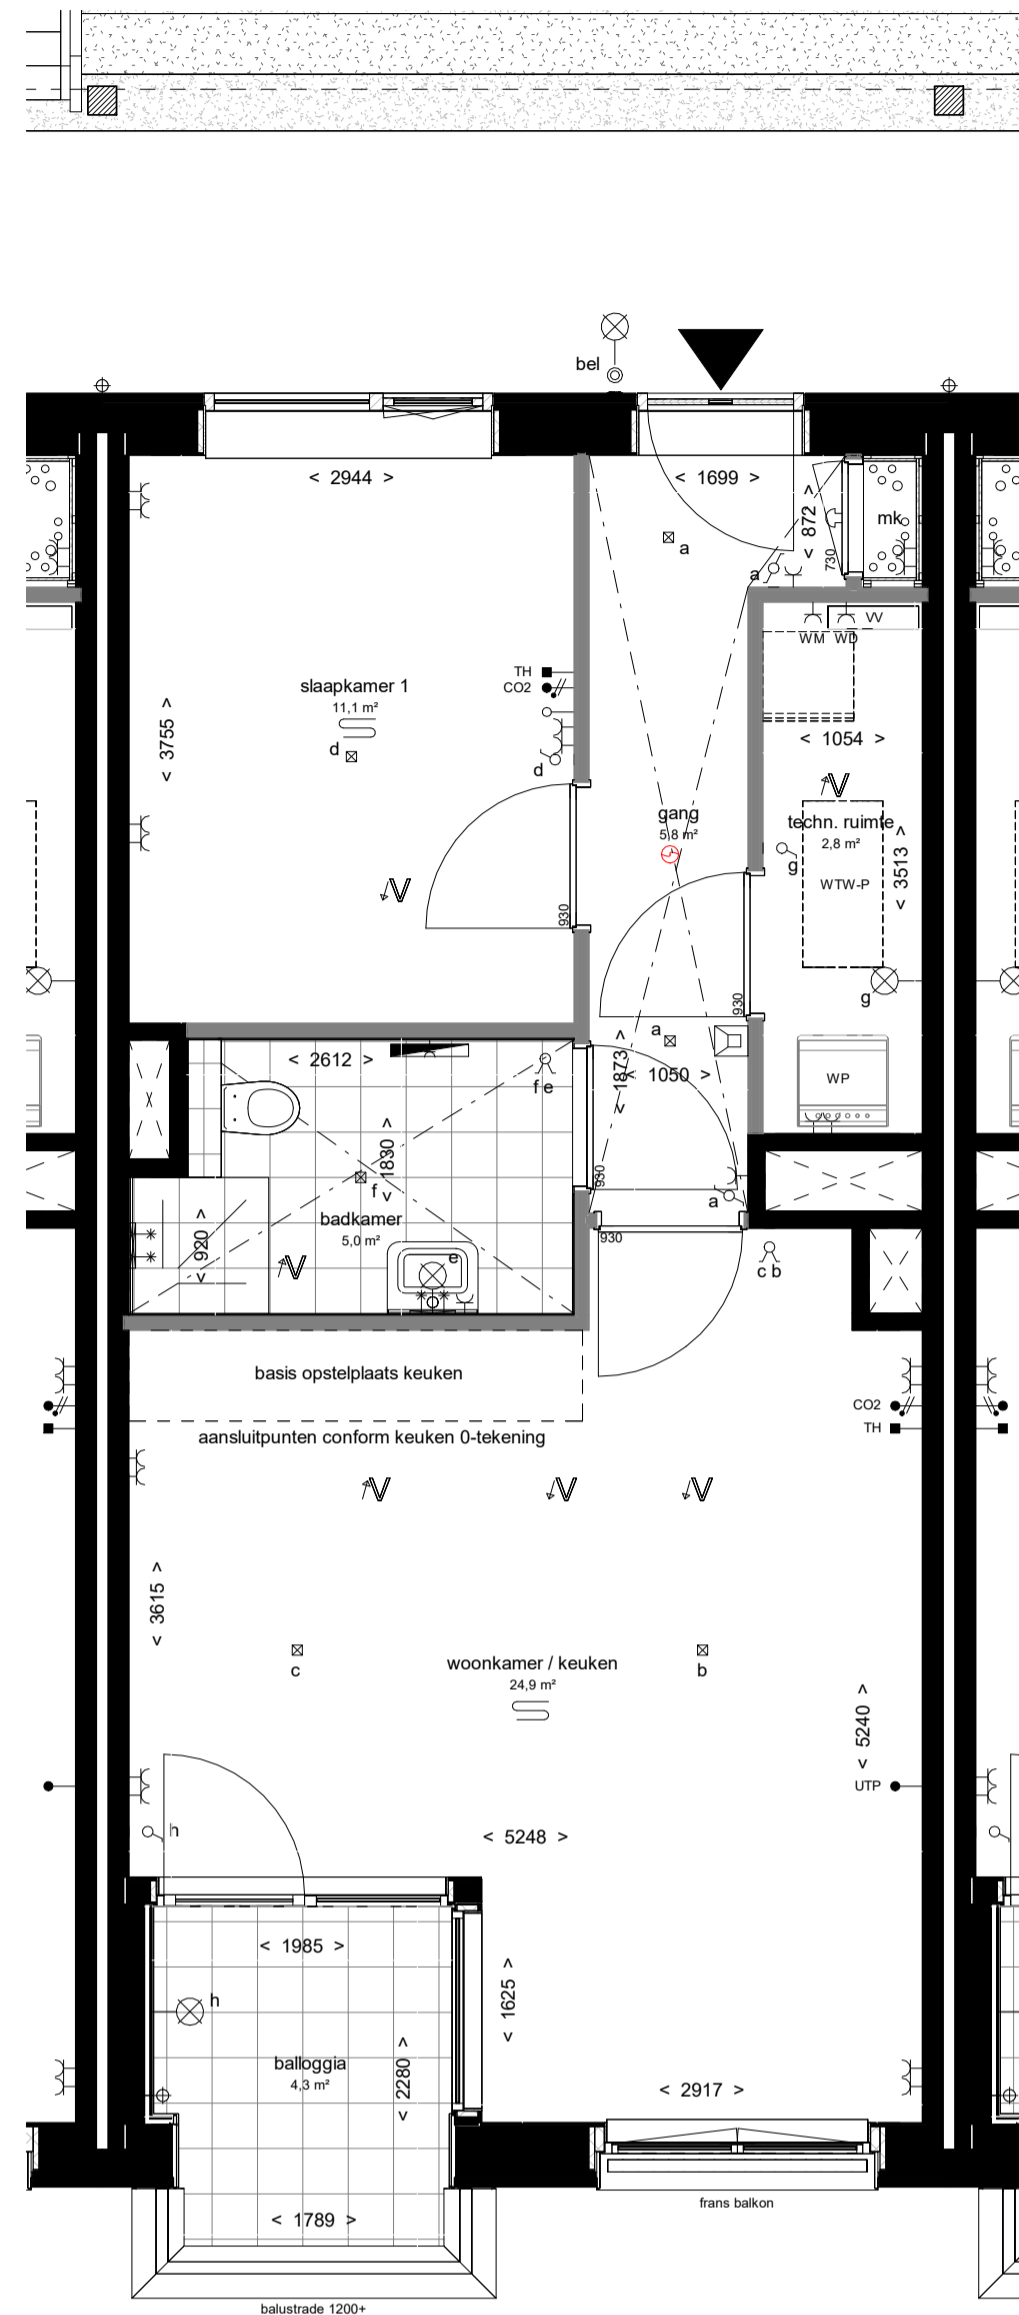 bel
< 2944 >
< 1699 >
< 872 >
mk
a
a
730
WM
WD
VV
TH
CO2
slaapkamer 1
11,1 m²
d
d
< 3755 >
< 1054 >
gang
5,8 m²
techn. ruimte
2,8 m²
g
WTW-P
< 3513 >
V
V
930
930
g
a
< 1873 >
< 1050 >
WP
< 2612 >
f e
< 1830 >
f
badkamer
5,0 m²
930
a
< 920 >
V
e
930
c b
basis opstelplaats keuken
aansluitpunten conform keuken 0-tekening
CO2
TH
V
V
V
< 3615 >
c
b
woonkamer / keuken
24,9 m²
< 5240 >
UTP
h
< 5248 >
< 1985 >
h
< 1625 >
balloggia
4,3 m²
< 2280 >
< 2917 >
frans balkon
< 1789 >
balustrade 1200+